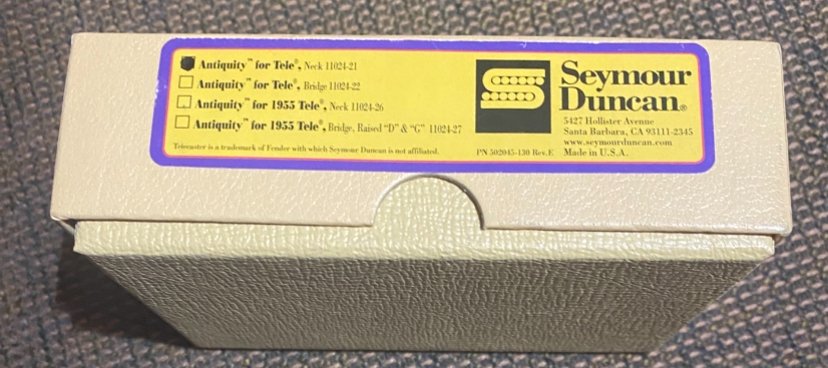 Antiquity™ for Tele®, Neck 11024-21
Antiquity™ for Tele®, Bridge 11024-22
Antiquity™ for 1955 Tele®, Neck 11024-26
Antiquity™ for 1955 Tele®, Bridge, Raised "D" & "G" 11024-27
Telecaster is a trademark of Fender with which Seymour Duncan is not affiliated.
PN 502045-130 Rev.E
Seymour
Duncan®
5427 Hollister Avenue
Santa Barbara, CA 93111-2345
www.seymourduncan.com
Made in U.S.A.